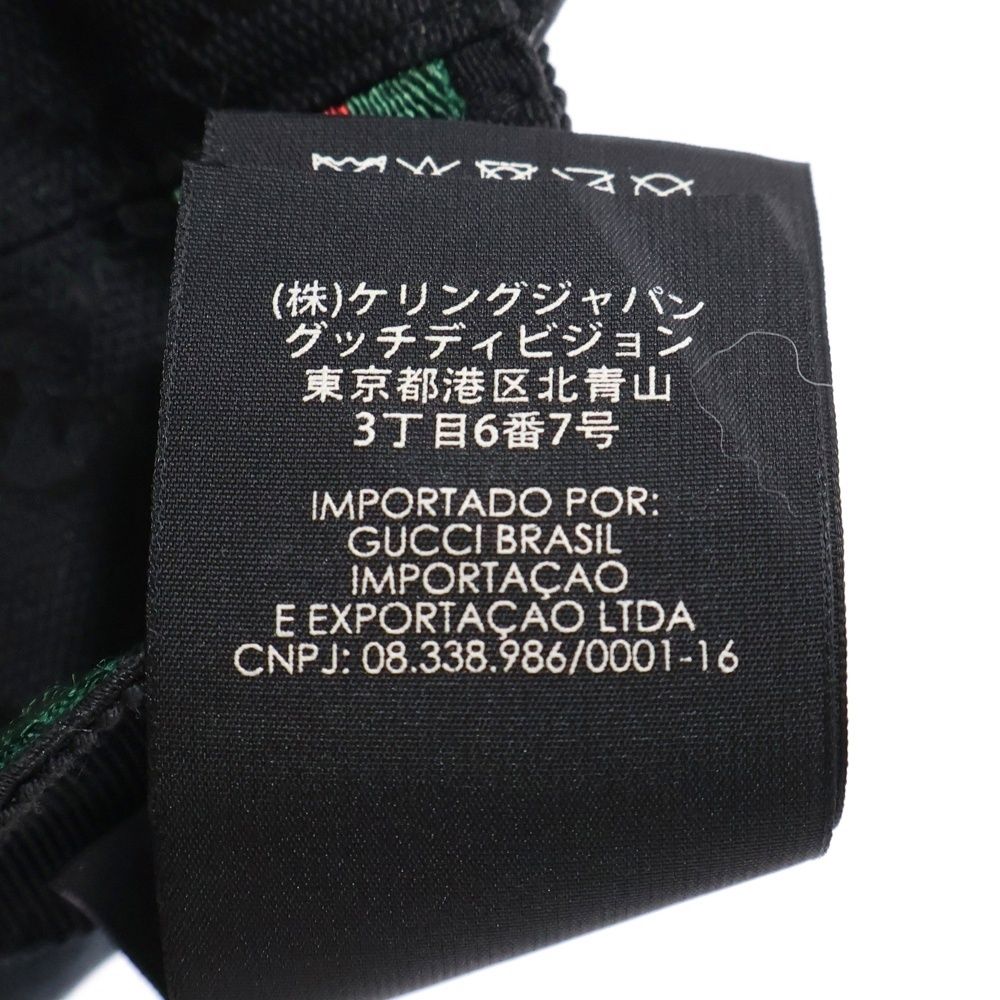 (株)ケリングジャパン
グッチディビジョン
東京都港区北青山
3丁目6番7号
IMPORTADO POR:
GUCCI BRASIL
IMPORTAÇAO
E EXPORTAÇAO LTDA
CNPJ: 08.338.986/0001-16